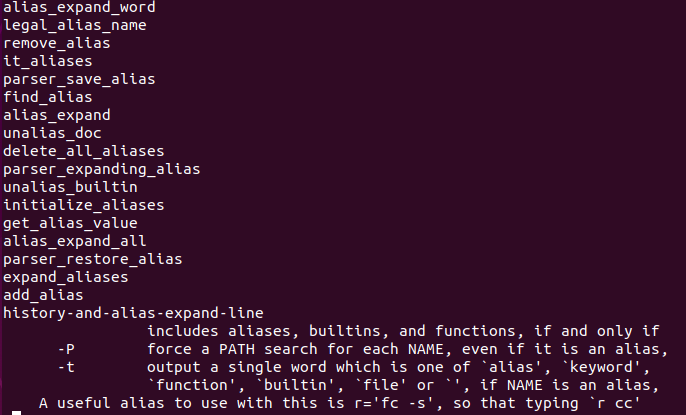 alias_expand_word
legal_alias_name
remove_alias
it_aliases
parser_save_alias
find_alias
alias_expand
unalias_doc
delete_all_aliases
parser_expanding_alias
unalias_builtin
initialize_aliases
get_alias_value
alias_expand_all
parser_restore_alias
expand_aliases
add_alias
history-and-alias-expand-line
includes aliases, builtins, and functions, if and only if
-P force a PATH search for each NAME, even if it is an alias,
-t output a single word which is one of `alias', `keyword',
`function', `builtin', `file' or `', if NAME is an alias,
A useful alias to use with this is r='fc -s', so that typing `r cc'